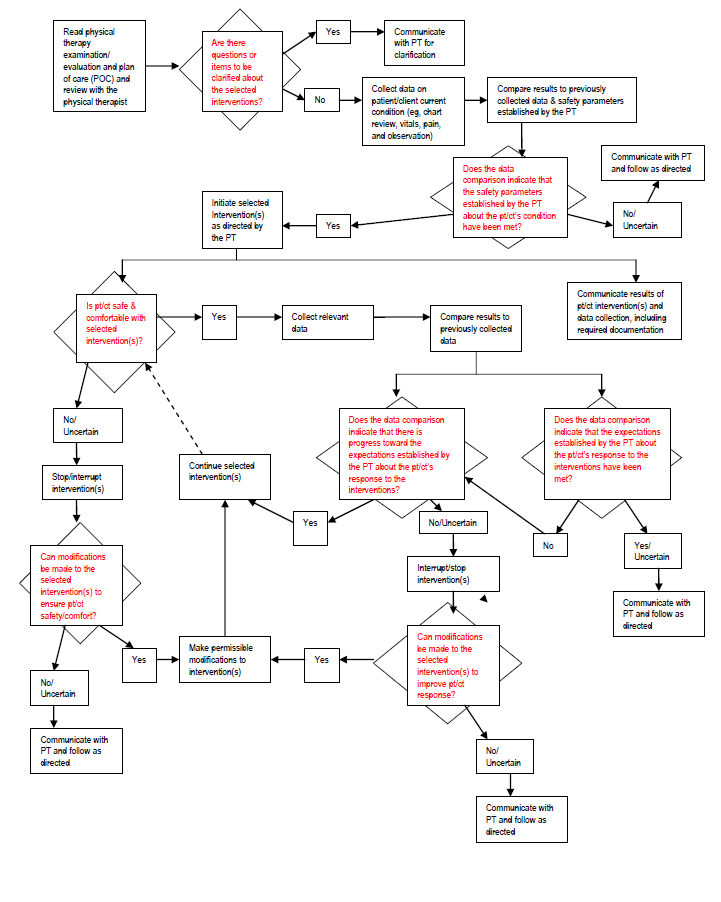 Read physical
therapy
examination/
evaluation and plan
of care (POC) and
review with the
physical therapist
Are there
questions or
items to be
clarified about
the selected
interventions?
Yes
Communicate
with PT for
clarification
No
Collect data on
patient/client current
condition (eg, chart
review, vitals, pain,
and observation)
Compare results to previously
collected data & safety parameters
established by the PT
Does the data
comparison indicate that
the safety parameters
established by the PT
about the pt/ct's condition
have been met?
Communicate with PT
and follow as directed
No/
Uncertain
Yes
Initiate selected
Intervention(s)
as directed by
the PT
Is pt/ct safe &
comfortable with
selected
intervention(s)?
Yes
Collect relevant
data
Compare results to
previously collected
data
Communicate results of
pt/ct intervention(s) and
data collection, including
required documentation
No/
Uncertain
Stop/interrupt
intervention(s)
Continue selected
intervention(s)
Does the data comparison
indicate that there is
progress toward the
expectations established by
the PT about the pt/ct's
response to the
interventions?
Does the data comparison
indicate that the expectations
established by the PT about
the pt/ct's response to the
interventions have been
met?
Yes
No/Uncertain
No
Yes/
Uncertain
Can modifications
be made to the
selected
intervention(s) to
ensure pt/ct
safety/comfort?
Interrupt/stop
intervention(s)
Communicate with
PT and follow as
directed
Yes
Make permissible
modifications to
intervention(s)
Yes
Can modifications
be made to the
selected
intervention(s) to
improve pt/ct
response?
No/
Uncertain
Communicate with
PT and follow as
directed
No/
Uncertain
Communicate with
PT and follow as
directed